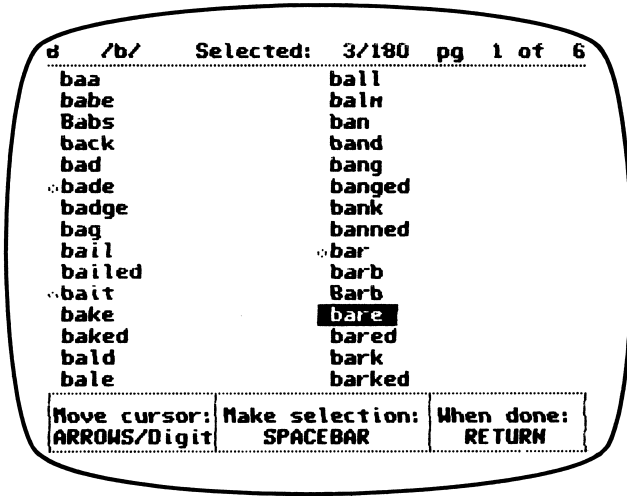 B /b/ Selected: 3/180 pg 1 of 6
baa ball
babe balm
Babs ban
back band
bad bang
bade banged
badge bank
bag banned
bail bar
bailed barb
bait Barb
bake bare
baked bared
bald bark
bale barked
Move cursor: Make selection: When done:
ARROWS/Digit SPACEBAR RETURN